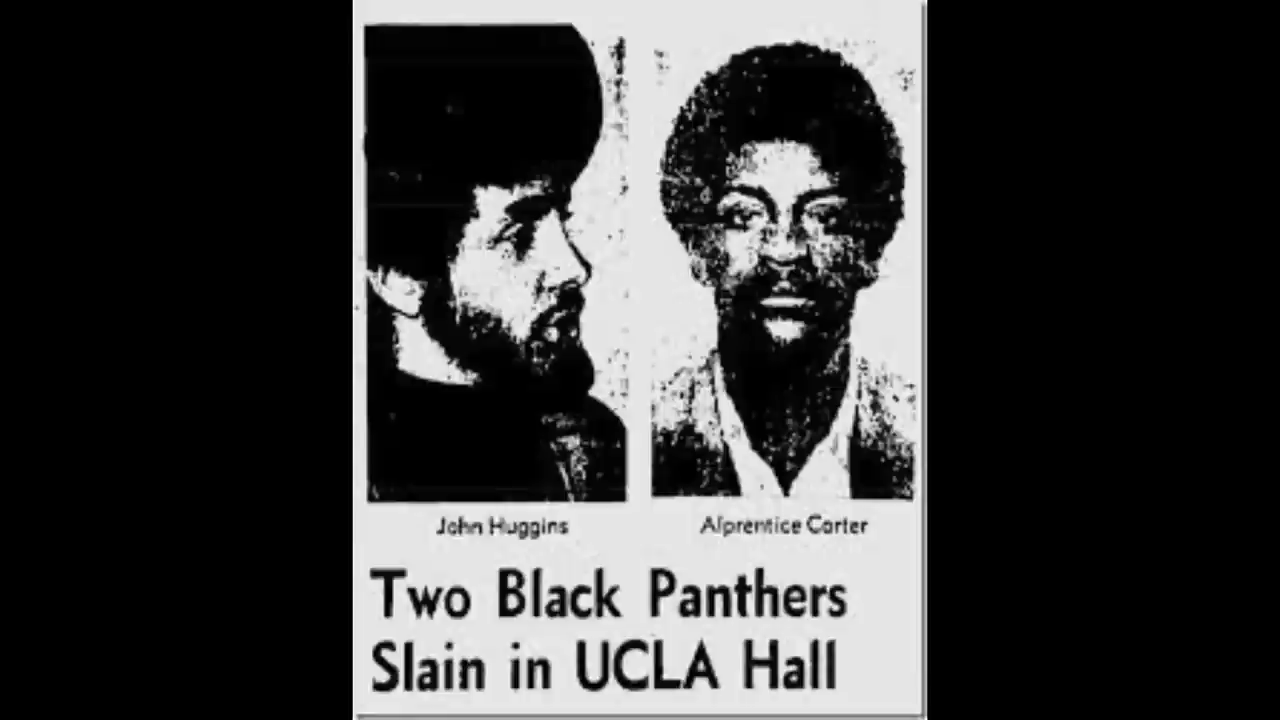 John Huggins
Alprentice Carter
Two Black Panthers
Slain in UCLA Hall